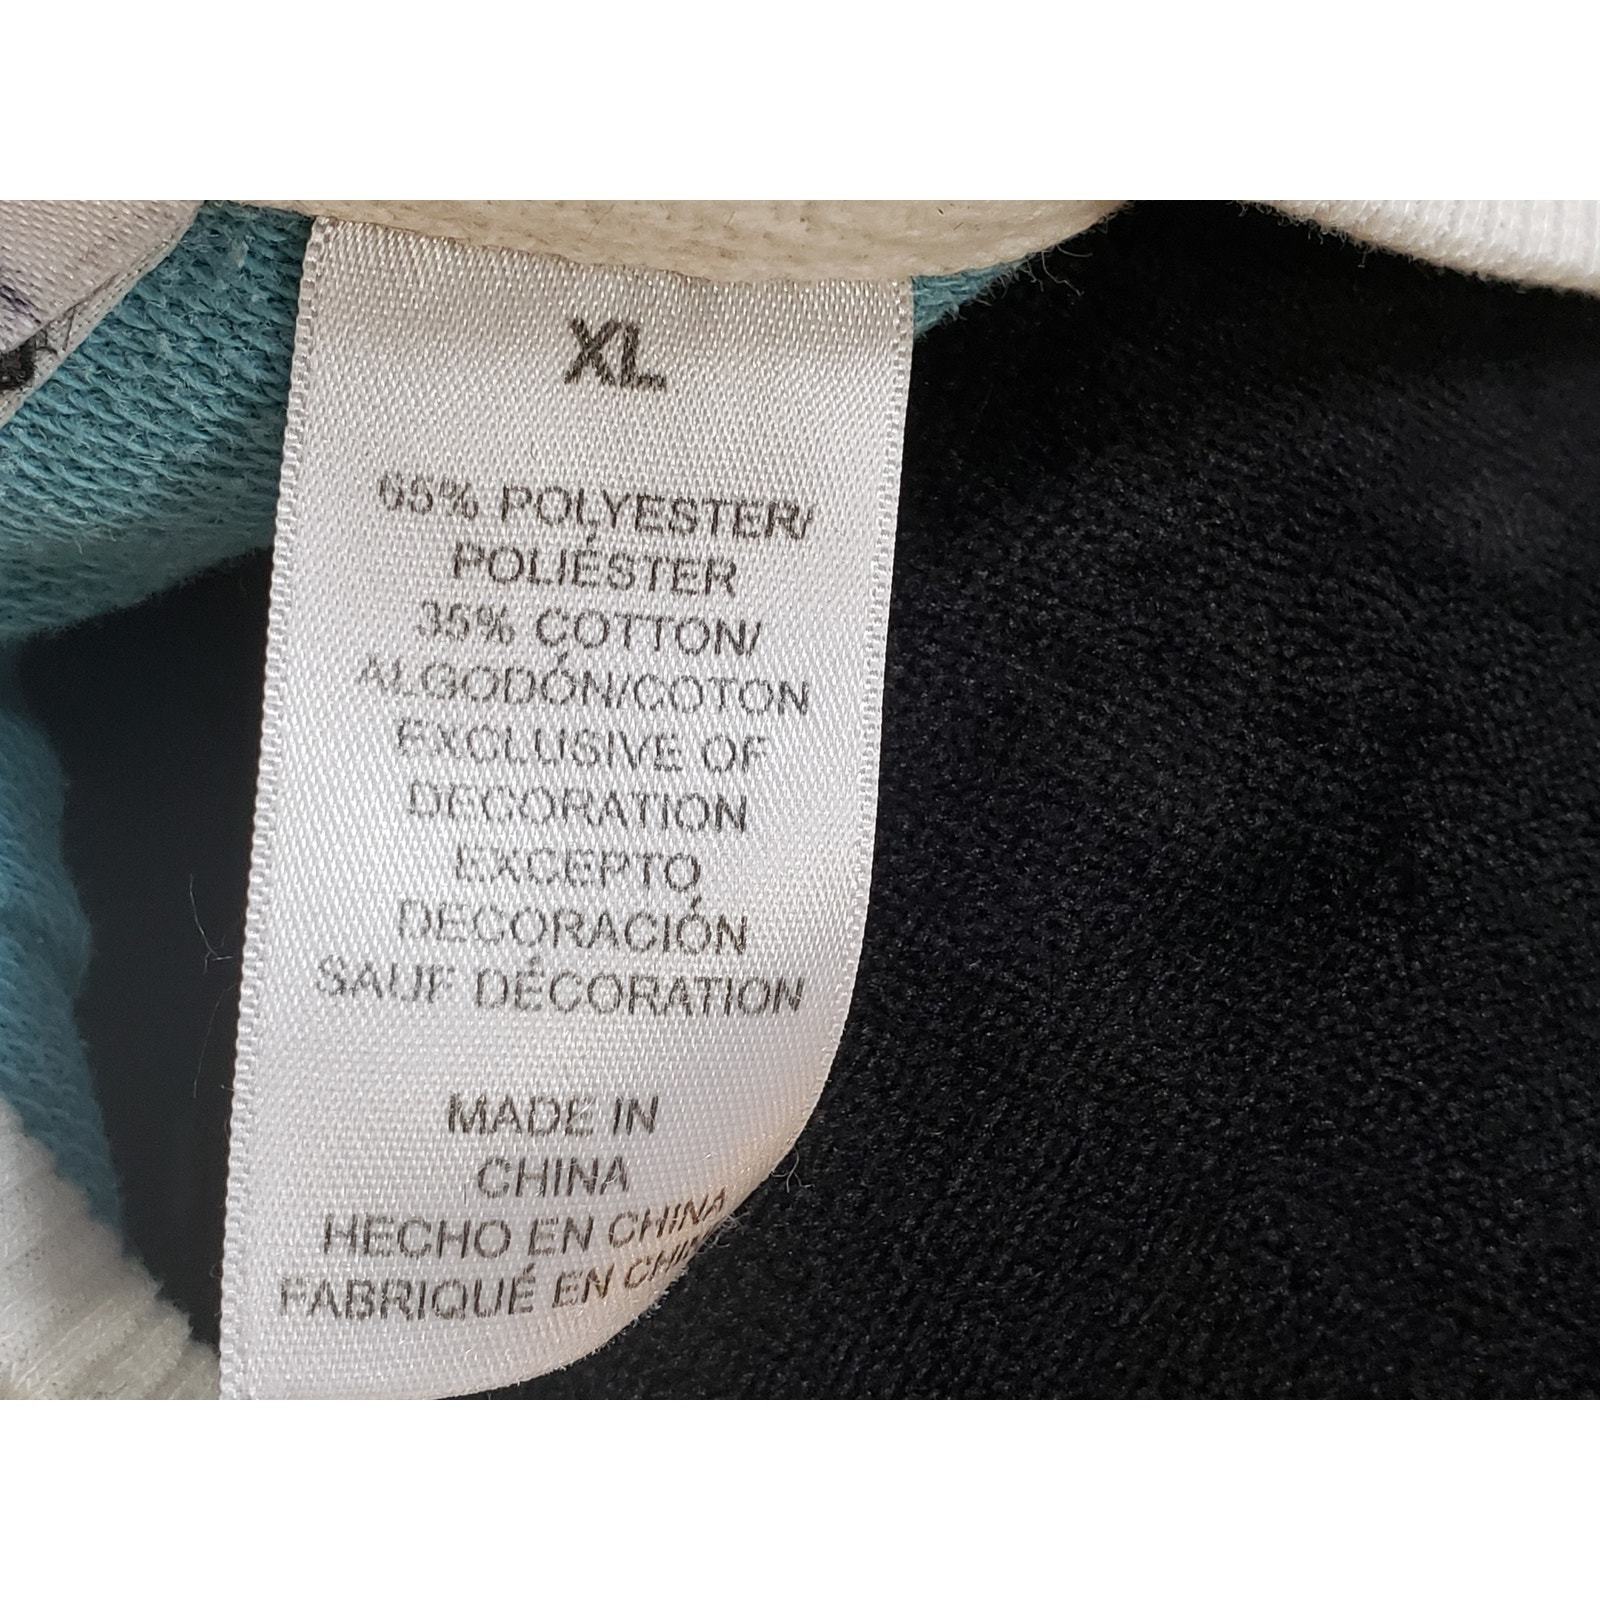 XL
65% POLYESTER/
POLIÉSTER
35% COTTON/
ALGODÓN/COTON
EXCLUSIVE OF
DECORATION
EXCEPTO
DECORACIÓN
SAUF DÉCORATION
MADE IN
CHINA
HECHO EN CHINA
FABRIQUÉ EN CHIN